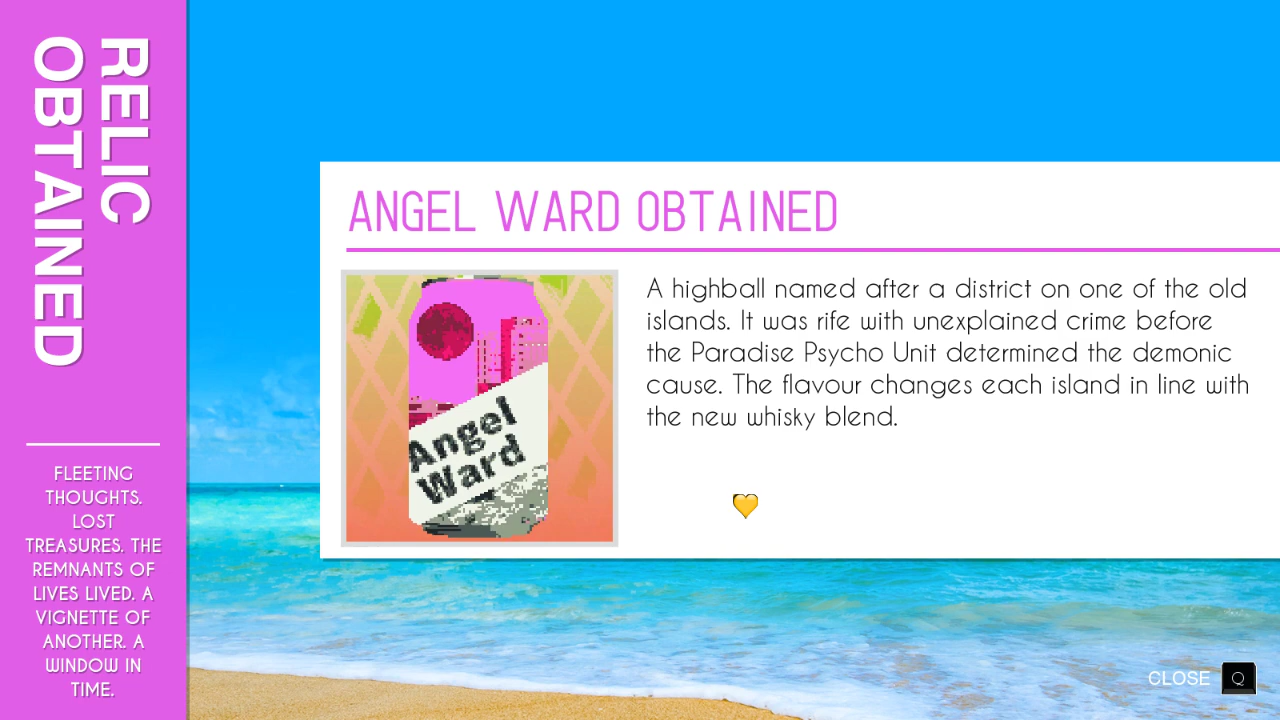 RELIC
OBTAINED
FLEETING
THOUGHTS.
LOST
TREASURES. THE
REMNANTS OF
LIVES LIVED. A
VIGNETTE OF
ANOTHER. A
WINDOW IN
TIME.
ANGEL WARD OBTAINED
Angel
Ward
A highball named after a district on one of the old
islands. It was rife with unexplained crime before
the Paradise Psycho Unit determined the demonic
cause. The flavour changes each island in line with
the new whisky blend.
CLOSE Q